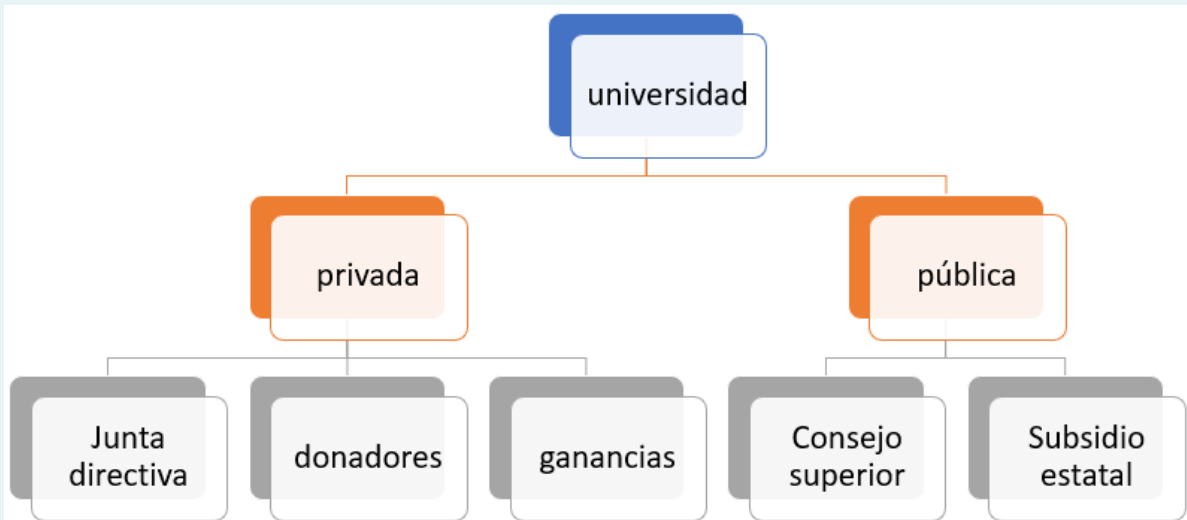 universidad
privada
pública
Junta
directiva
donadores
ganancias
Consejo
superior
Subsidio
estatal